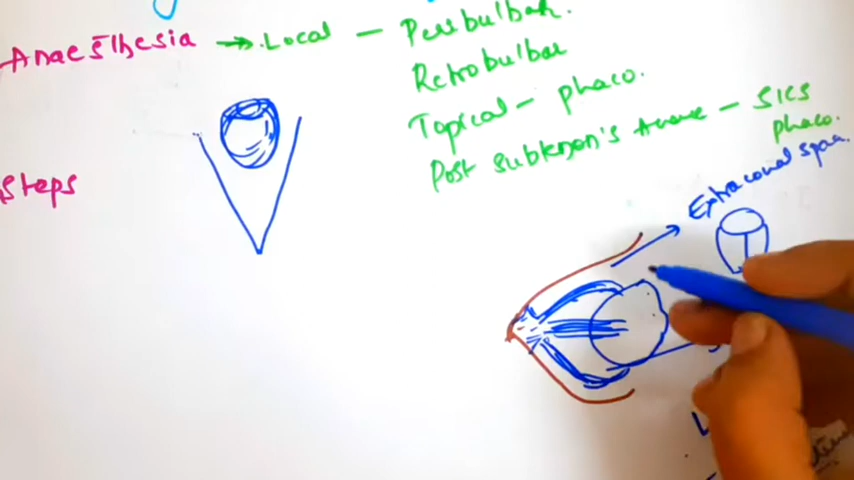 Anaesthesia → Local — Peribulbar.
Retrobulbar
Topical — phaco.
Post subtenon's — SICS
phaco.
Extraconal space.
Steps